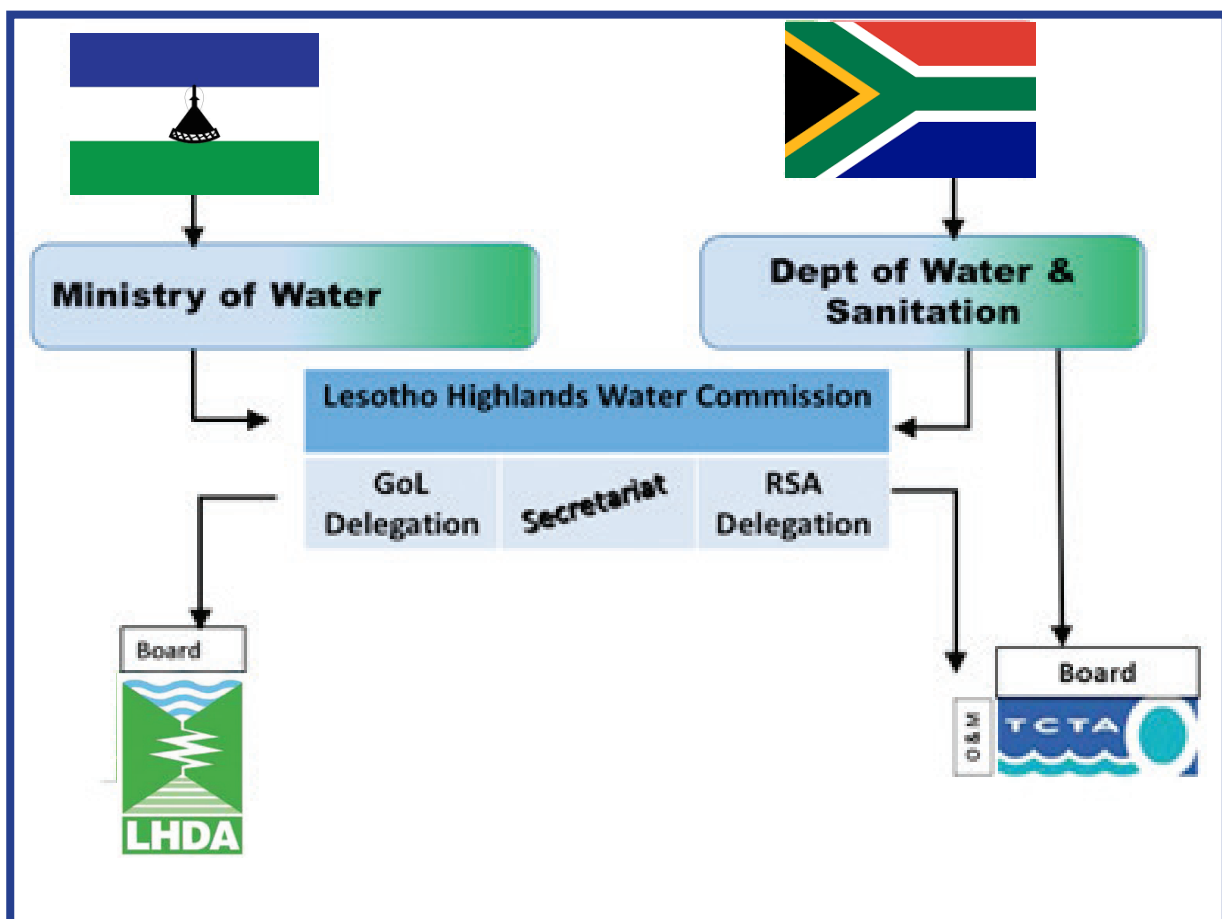 Ministry of Water
Dept of Water &
Sanitation
Lesotho Highlands Water Commission
GoL
Delegation
Secretariat
RSA
Delegation
Board
LHDA
Board
O & M
TCTA